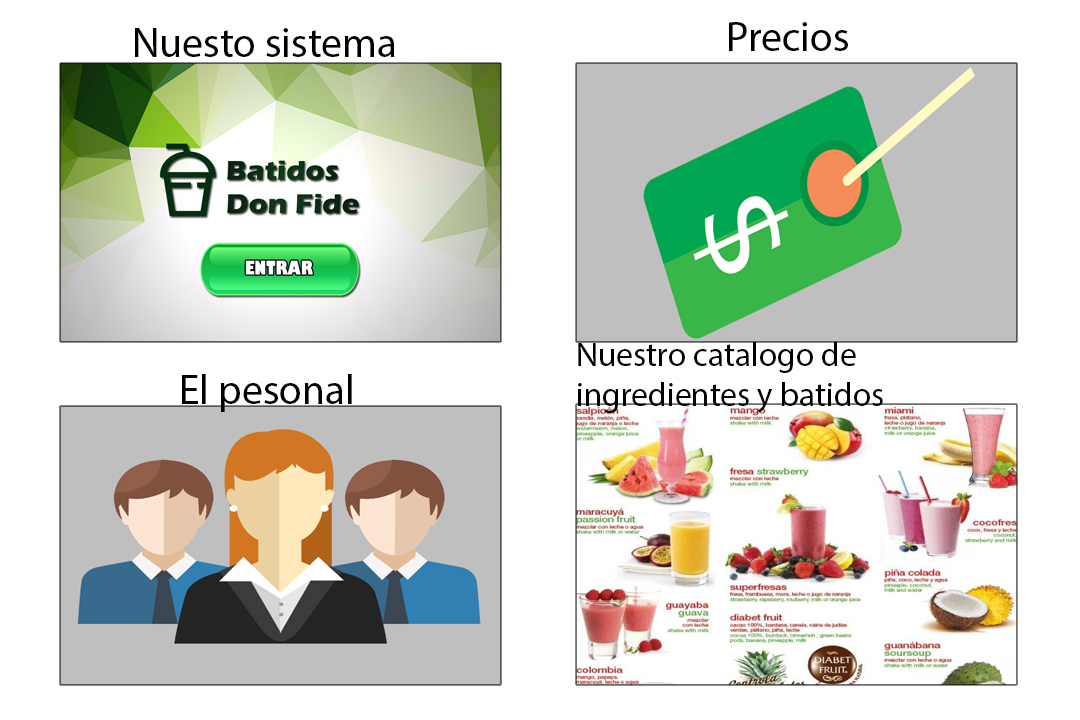 Nuesto sistema
Batidos
Don Fide
ENTRAR
Precios
$
El pesonal
Nuestro catalogo de
ingredientes y batidos
salpicón
sandía, melón, piña,
jugo de naranja o leche
watermelon, melon,
pineapple, orange juice
or milk
mango
mezclar con leche
shake with milk
miami
fresa, plátano,
leche o jugo de naranja
strawberry, banana,
milk or orange juice
fresa strawberry
mezclar con leche
shake with milk
maracuyá
passion fruit
mezclar con leche o agua
shake with milk or water
cocofres
coco, fresa y leche
coconut,
strawberry and milk
superfresas
fresa, frambuesa, mora, leche o jugo de naranja
strawberry, rapsberry, mulberry, milk or orange juice
piña colada
piña, coco, leche y agua
pineapple, coconut,
milk and water
guayaba
guava
mezclar
con leche
shake with milk
diabet fruit
cacao 100%, bardana, canela, vaina de judías
verdes, plátano, piña, leche
cocoa 100%, burdock, cinnamon, green beans
pods, banana, pineapple, milk
guanábana
soursoup
mezclar con leche o agua
shake with milk or water
colombia
mango, papaya,
maracuyá, leche o agua
Controla
DIABET
FRUIT.